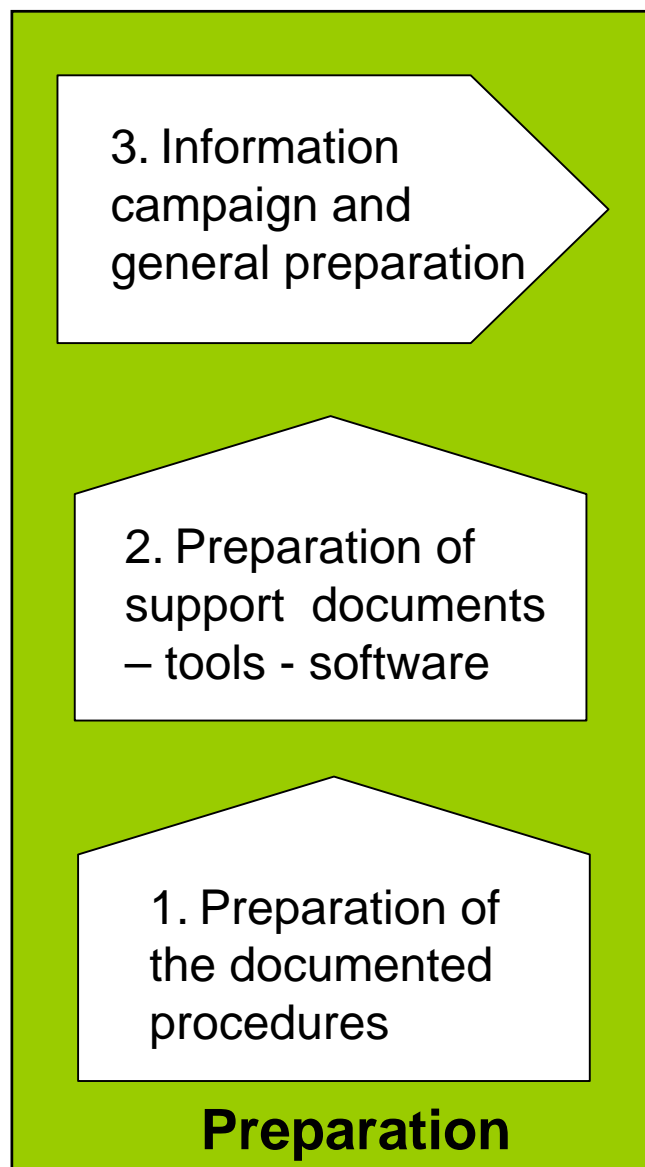 3. Information
campaign and
general preparation
2. Preparation of
support  documents
– tools - software
1. Preparation of
the documented
procedures
Preparation